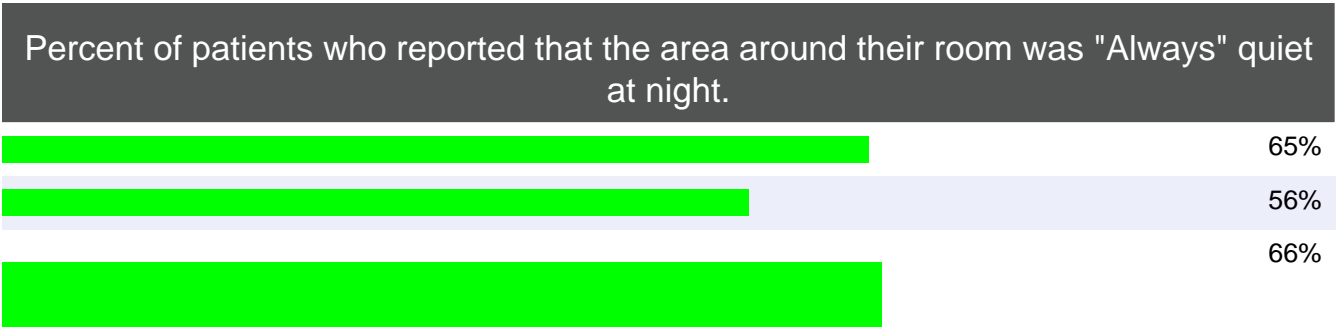 Percent of patients who reported that the area around their room was "Always" quiet
at night.
65%
56%
66%